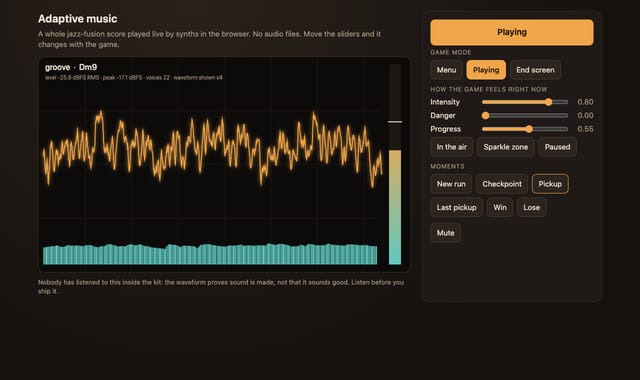 Adaptive music
A whole jazz-fusion score played live by synths in the browser. No audio files. Move the sliders and it
changes with the game.
groove · Dm9
level -25.8 dBFS RMS · peak -17.1 dBFS · voices 22 · waveform shown x4
Nobody has listened to this inside the kit: the waveform proves sound is made, not that it sounds good. Listen before you
ship it.
Playing
GAME MODE
Menu
Playing
End screen
HOW THE GAME FEELS RIGHT NOW
Intensity 0.80
Danger 0.00
Progress 0.55
In the air
Sparkle zone
Paused
MOMENTS
New run
Checkpoint
Pickup
Last pickup
Win
Lose
Mute